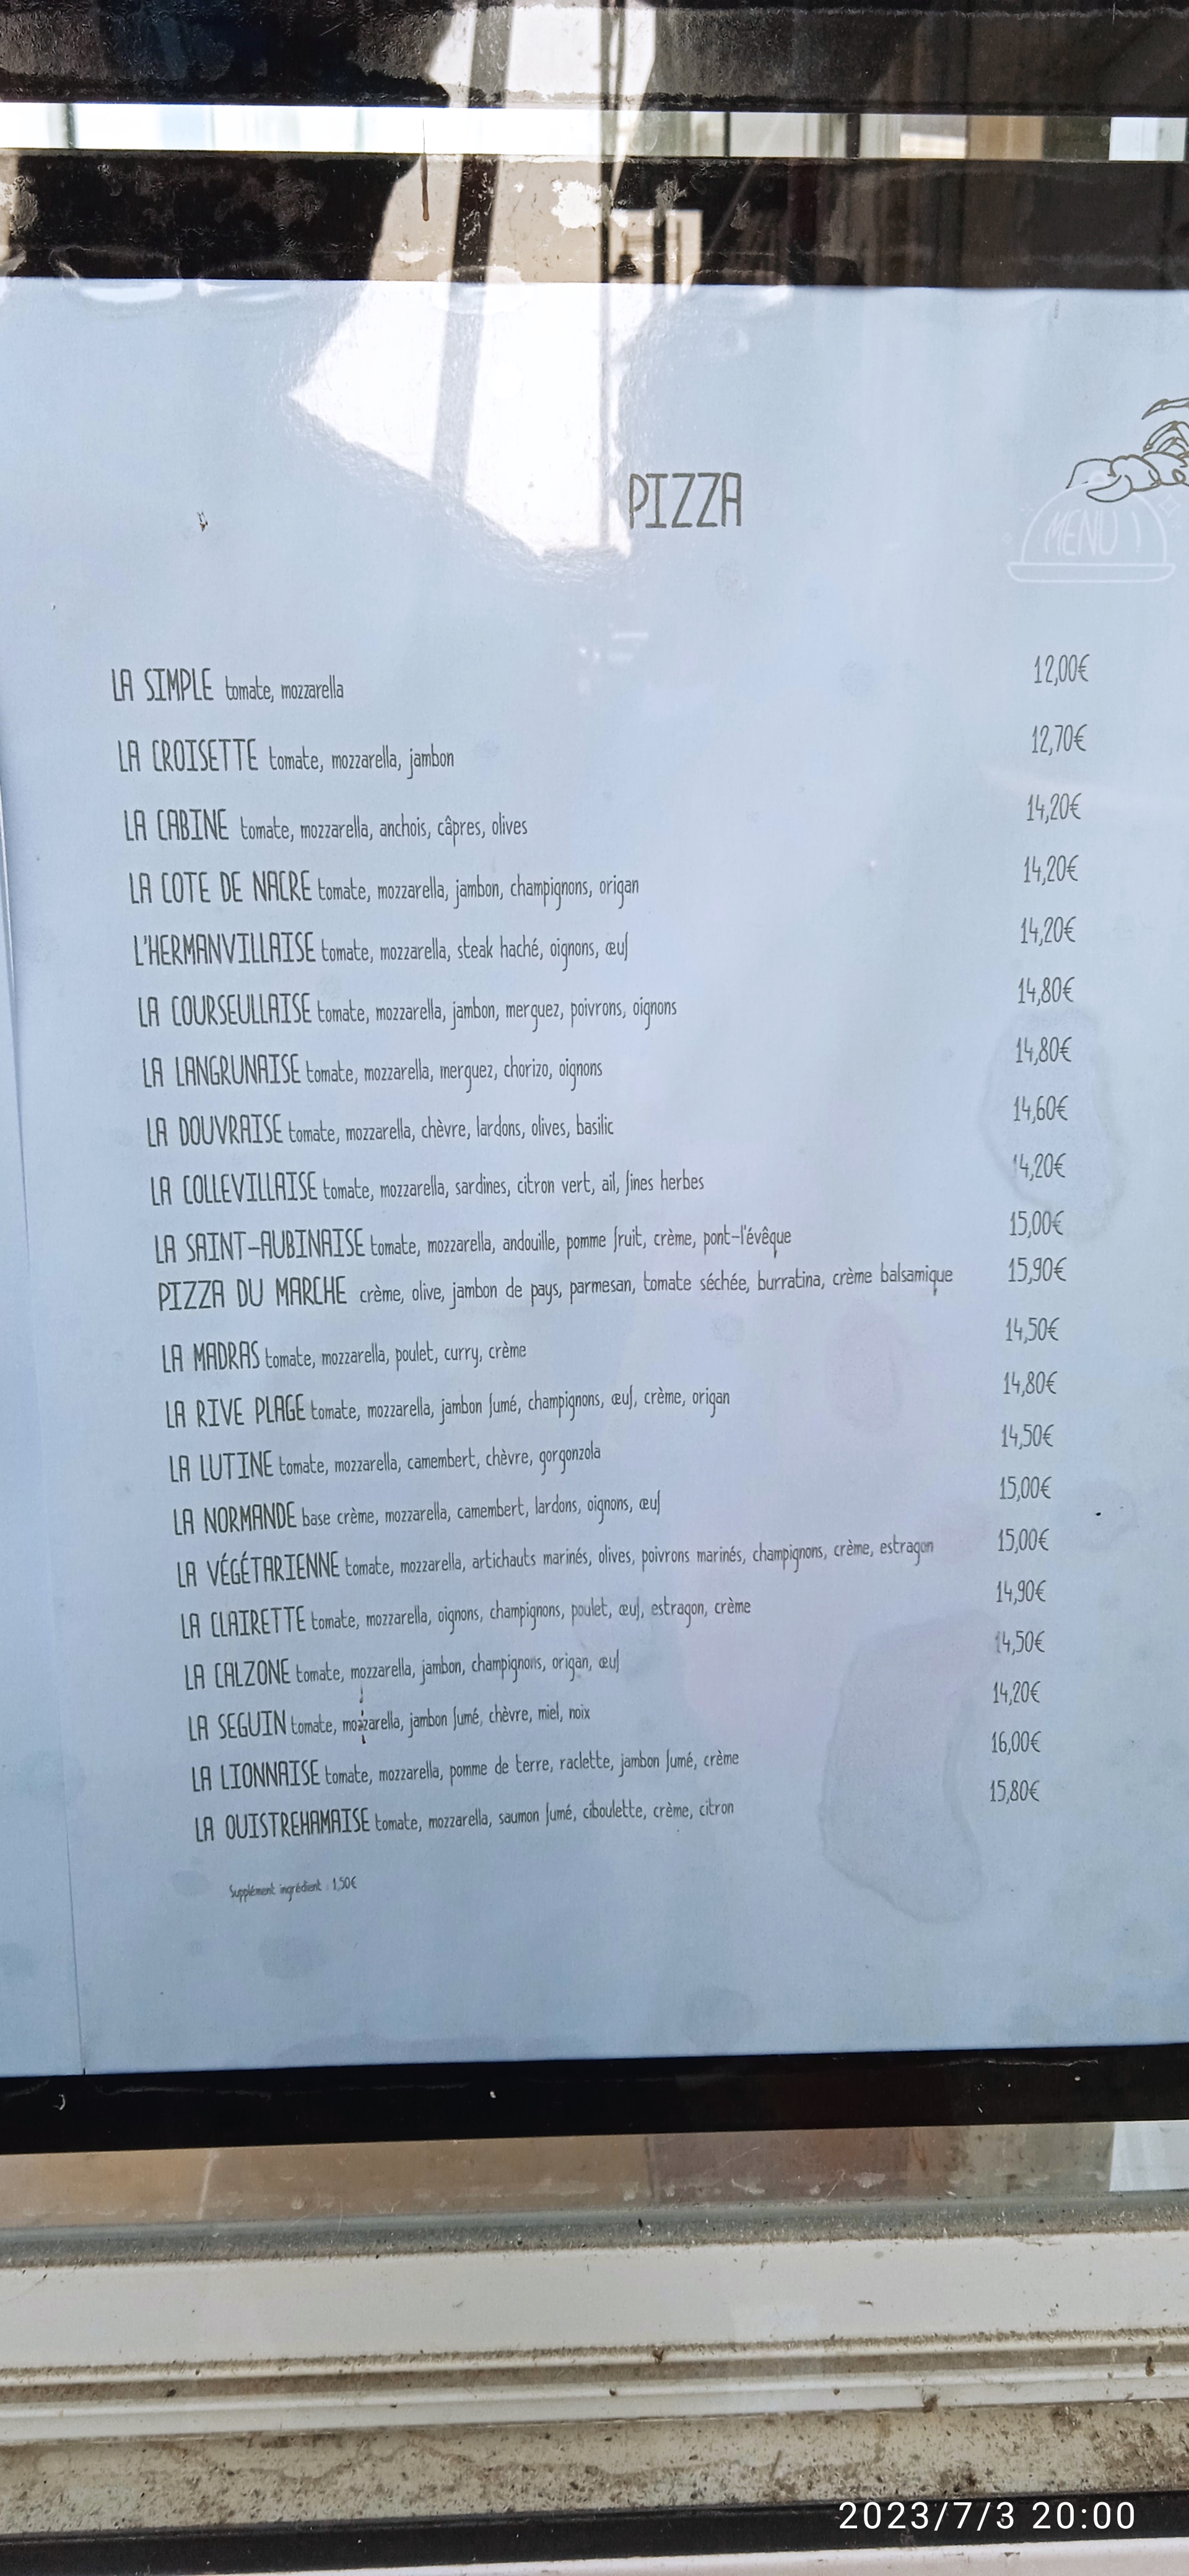 PIZZA
MENU !
LA SIMPLE tomate, mozzarella 12,00€
LA CROISETTE tomate, mozzarella, jambon 12,70€
LA CABINE tomate, mozzarella, anchois, câpres, olives 14,20€
LA COTE DE NACRE tomate, mozzarella, jambon, champignons, origan 14,20€
L'HERMANVILLAISE tomate, mozzarella, steak haché, oignons, œuf 14,20€
LA COURSEULLAISE tomate, mozzarella, jambon, merguez, poivrons, oignons 14,80€
LA LANGRUNAISE tomate, mozzarella, merguez, chorizo, oignons 14,80€
LA DOUVRAISE tomate, mozzarella, chèvre, lardons, olives, basilic 14,60€
LA COLLEVILLAISE tomate, mozzarella, sardines, citron vert, ail, fines herbes 14,20€
LA SAINT-AUBINAISE tomate, mozzarella, andouille, pomme fruit, crème, pont-l'évêque 15,00€
PIZZA DU MARCHE crème, olive, jambon de pays, parmesan, tomate séchée, burratina, crème balsamique 15,90€
LA MADRAS tomate, mozzarella, poulet, curry, crème 14,50€
LA RIVE PLAGE tomate, mozzarella, jambon fumé, champignons, œuf, crème, origan 14,80€
LA LUTINE tomate, mozzarella, camembert, chèvre, gorgonzola 14,50€
LA NORMANDE base crème, mozzarella, camembert, lardons, oignons, œuf 15,00€
LA VÉGÉTARIENNE tomate, mozzarella, artichauts marinés, olives, poivrons marinés, champignons, crème, estragon 15,00€
LA CLAIRETTE tomate, mozzarella, oignons, champignons, poulet, œuf, estragon, crème 14,90€
LA CALZONE tomate, mozzarella, jambon, champignons, origan, œuf 14,50€
LA SEGUIN tomate, mozzarella, jambon fumé, chèvre, miel, noix 14,20€
LA LIONNAISE tomate, mozzarella, pomme de terre, raclette, jambon fumé, crème 16,00€
LA OUISTREHAMAISE tomate, mozzarella, saumon fumé, ciboulette, crème, citron 15,80€
Supplément ingrédient : 1,50€
2023/7/3 20:00